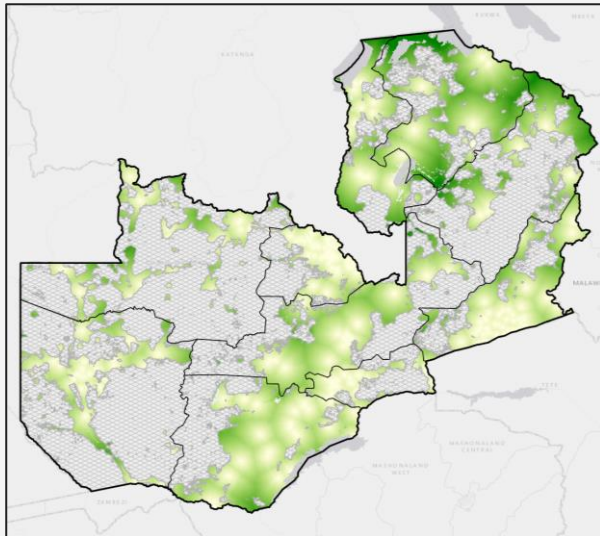 KATANGA
MALAWI
TETE
MASHONALAND
CENTRAL
MASHONALAND
WEST
ZAMBEZI